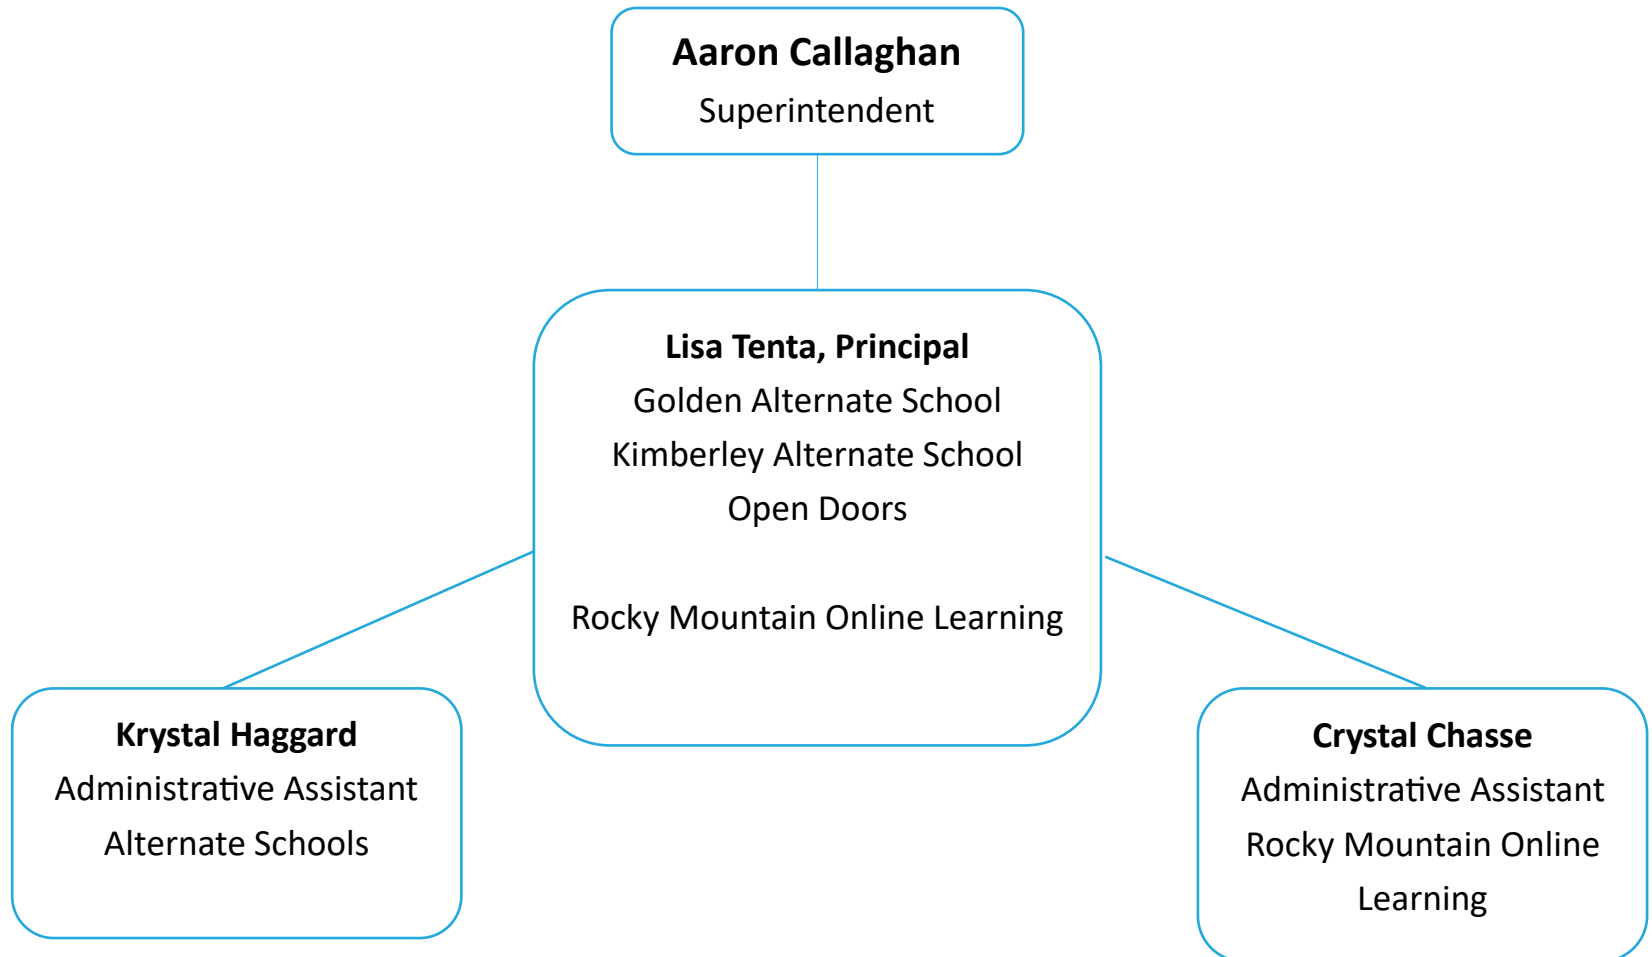 Aaron Callaghan
Superintendent
Lisa Tenta, Principal
Golden Alternate School
Kimberley Alternate School
Open Doors
Rocky Mountain Online Learning
Krystal Haggard
Administrative Assistant
Alternate Schools
Crystal Chasse
Administrative Assistant
Rocky Mountain Online
Learning